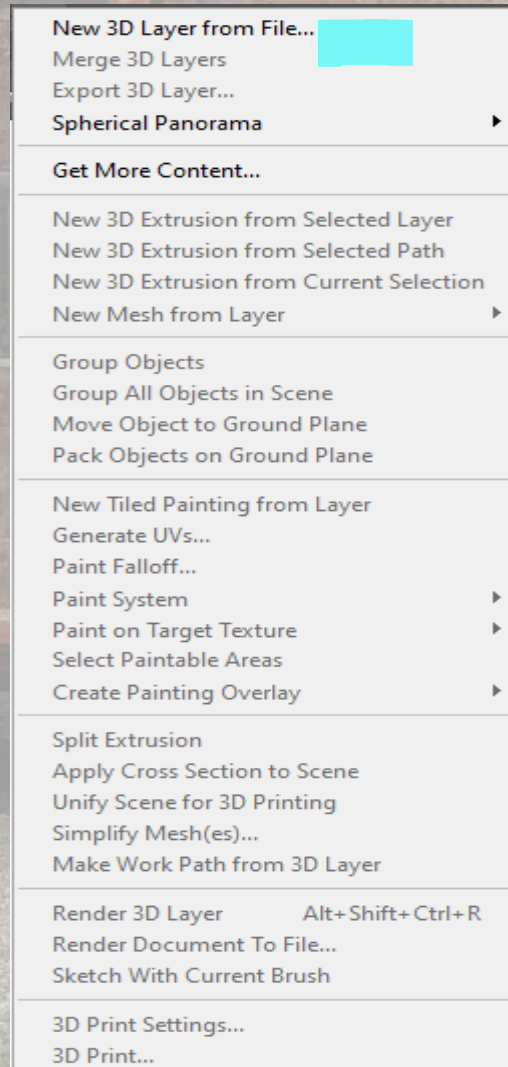 New 3D Layer from File...
Merge 3D Layers
Export 3D Layer...
Spherical Panorama
Get More Content...
New 3D Extrusion from Selected Layer
New 3D Extrusion from Selected Path
New 3D Extrusion from Current Selection
New Mesh from Layer
Group Objects
Group All Objects in Scene
Move Object to Ground Plane
Pack Objects on Ground Plane
New Tiled Painting from Layer
Generate UVs...
Paint Falloff...
Paint System
Paint on Target Texture
Select Paintable Areas
Create Painting Overlay
Split Extrusion
Apply Cross Section to Scene
Unify Scene for 3D Printing
Simplify Mesh(es)...
Make Work Path from 3D Layer
Render 3D Layer Alt+Shift+Ctrl+R
Render Document To File...
Sketch With Current Brush
3D Print Settings...
3D Print...